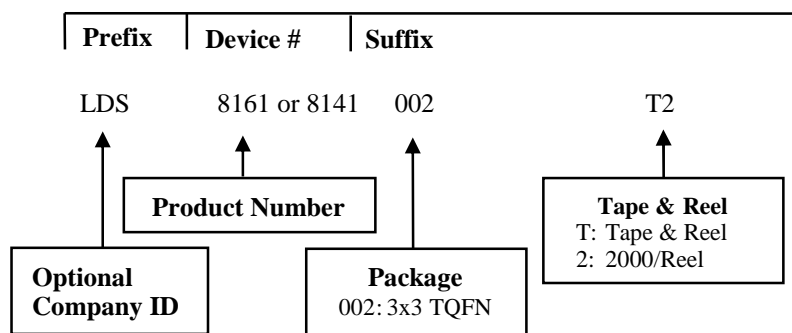 Prefix Device # Suffix
LDS 8161 or 8141 002 T2
Product Number
Tape & Reel
T: Tape & Reel
2: 2000/Reel
Optional
Company ID
Package
002: 3x3 TQFN